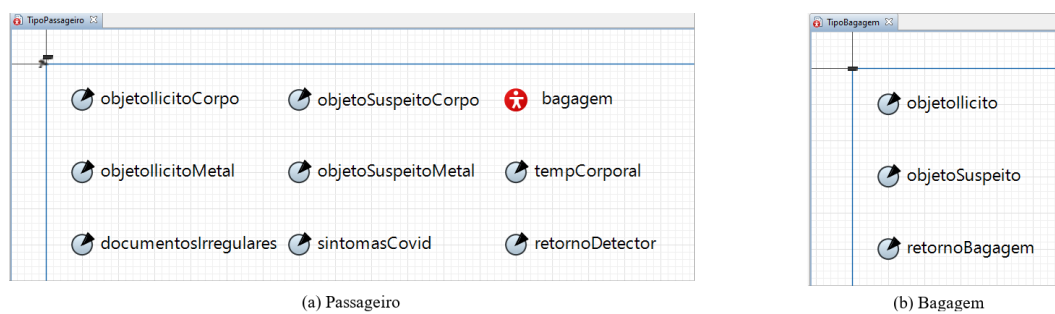 TipoPassageiro
TipoBagagem
objetoIlicitoCorpo objetoSuspeitoCorpo bagagem
objetoIlicito
objetoIlicitoMetal objetoSuspeitoMetal tempCorporal
objetoSuspeito
documentosIrregulares sintomasCovid retornoDetector
retornoBagagem
(a) Passageiro
(b) Bagagem